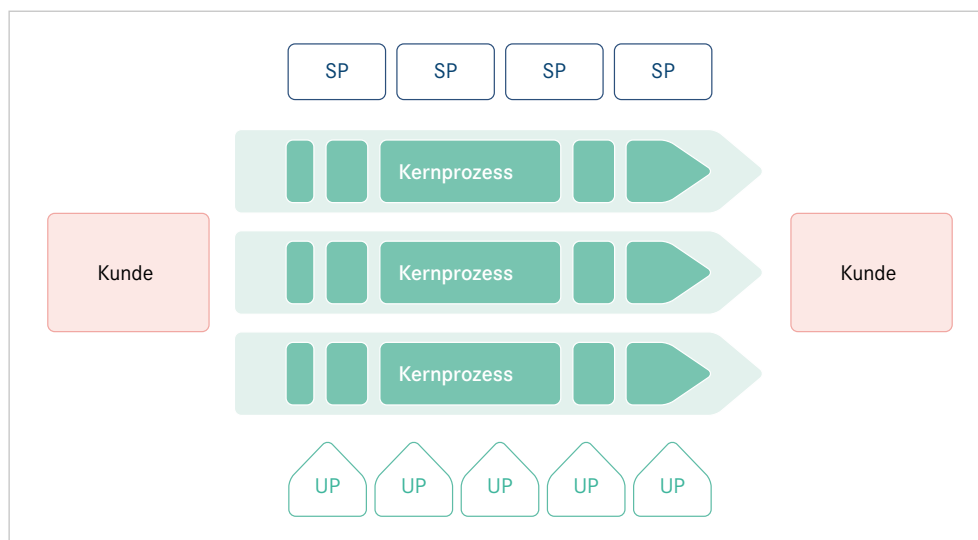 SP SP SP SP
Kernprozess
Kunde Kernprozess Kunde
Kernprozess
UP UP UP UP UP